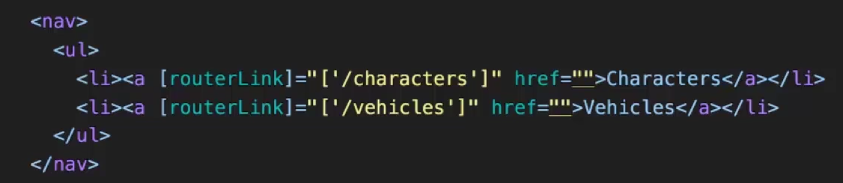 <nav>
<ul>
<li><a [routerLink]="['/characters']" href="">Characters</a></li>
<li><a [routerLink]="['/vehicles']" href="">Vehicles</a></li>
</ul>
</nav>